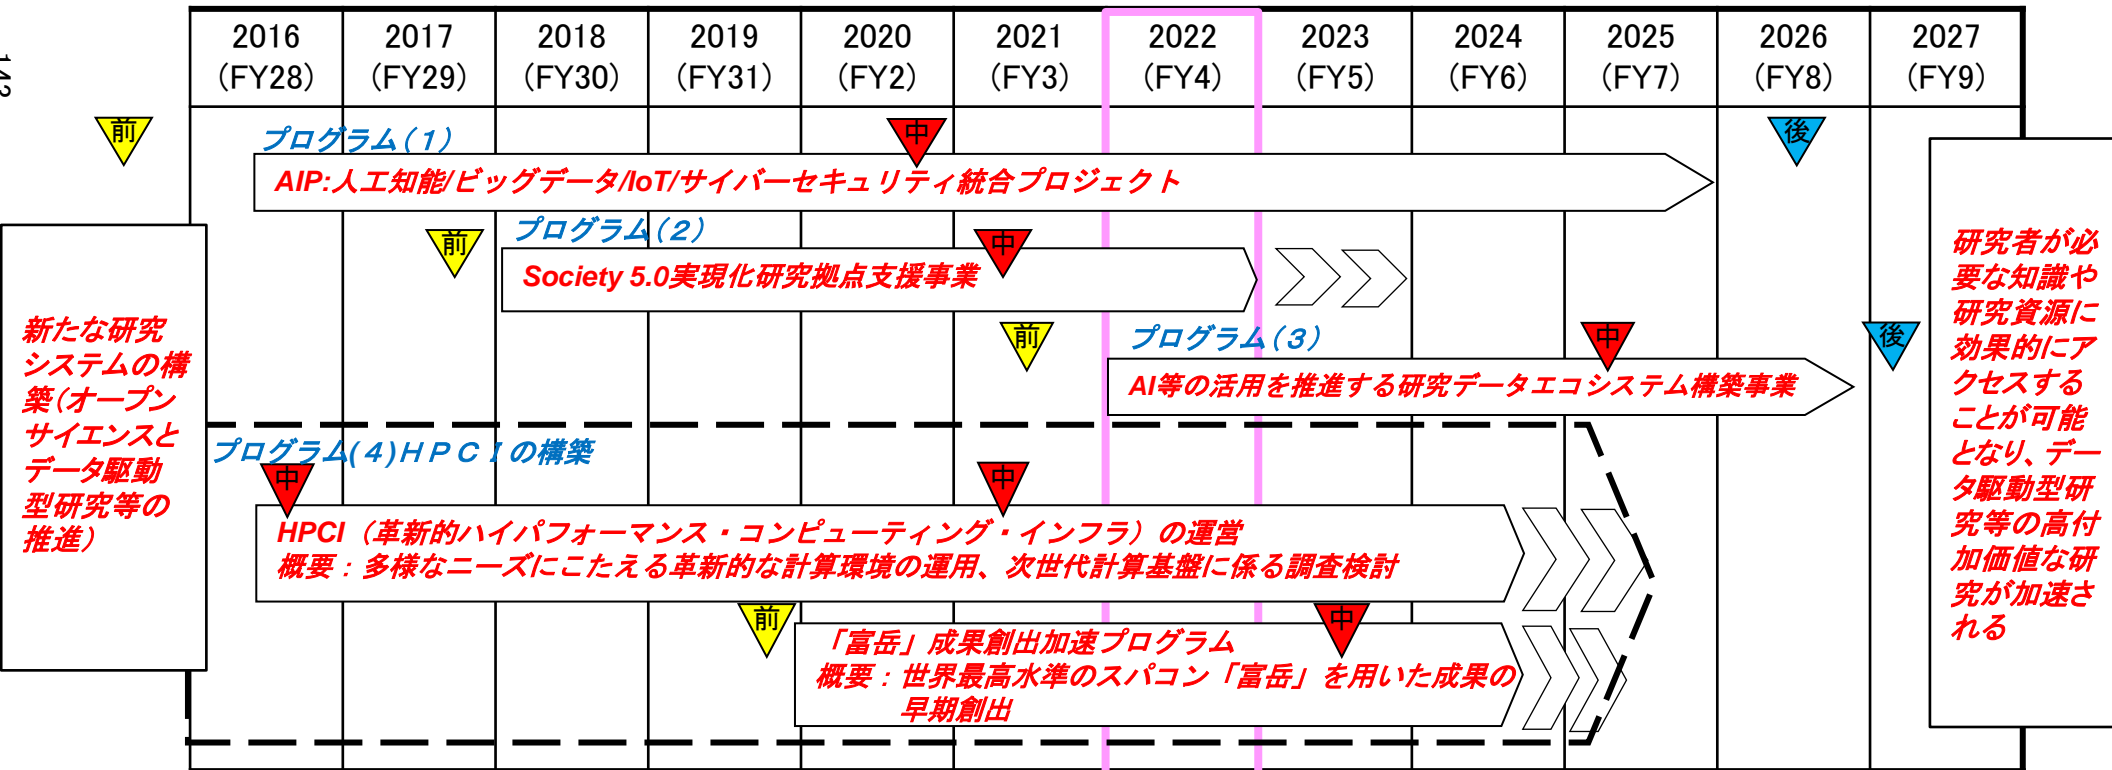 2016 2017 2018 2019 2020 2021 2022 2023 2024 2025 2026 2027
(FY28) (FY29) (FY30) (FY31) (FY2) (FY3) (FY4) (FY5) (FY6) (FY7) (FY8) (FY9)
142
前
プログラム(1)
中
後
AIP:人工知能/ビッグデータ/IoT/サイバーセキュリティ統合プロジェクト
前
プログラム(2)
中
Society 5.0実現化研究拠点支援事業
前
プログラム(3)
中
後
AI等の活用を推進する研究データエコシステム構築事業
新たな研究
システムの構
築(オープン
サイエンスと
データ駆動
型研究等の
推進)
プログラム(4)HPCIの構築
中
中
HPCI(革新的ハイパフォーマンス・コンピューティング・インフラ)の運営
概要:多様なニーズにこたえる革新的な計算環境の運用、次世代計算基盤に係る調査検討
前
中
「富岳」成果創出加速プログラム
概要:世界最高水準のスパコン「富岳」を用いた成果の
早期創出
研究者が必
要な知識や
研究資源に
効果的にア
クセスする
ことが可能
となり、デー
タ駆動型研
究等の高付
加価値な研
究が加速さ
れる